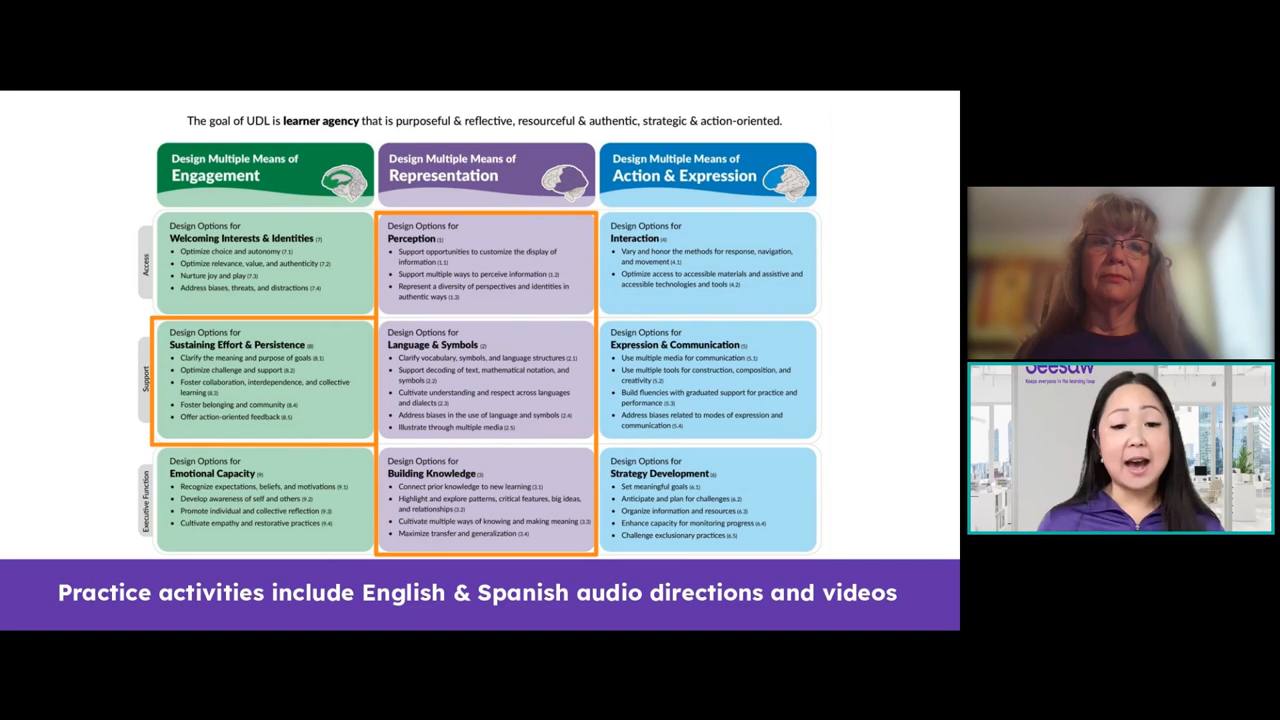 The goal of UDL is learner agency that is purposeful & reflective, resourceful & authentic, strategic & action-oriented.
Design Multiple Means of
Engagement
Design Multiple Means of
Representation
Design Multiple Means of
Action & Expression
Access
Design Options for
Welcoming Interests & Identities (7)
• Optimize choice and autonomy (7.1)
• Optimize relevance, value, and authenticity (7.2)
• Nurture joy and play (7.3)
• Address biases, threats, and distractions (7.4)
Design Options for
Perception (1)
• Support opportunities to customize the display of
information (1.1)
• Support multiple ways to perceive information (1.2)
• Represent a diversity of perspectives and identities in
authentic ways (1.3)
Design Options for
Interaction (4)
• Vary and honor the methods for response, navigation,
and movement (4.1)
• Optimize access to accessible materials and assistive and
accessible technologies and tools (4.2)
Support
Design Options for
Sustaining Effort & Persistence (8)
• Clarify the meaning and purpose of goals (8.1)
• Optimize challenge and support (8.2)
• Foster collaboration, interdependence, and collective
learning (8.3)
• Foster belonging and community (8.4)
• Offer action-oriented feedback (8.5)
Design Options for
Language & Symbols (2)
• Clarify vocabulary, symbols, and language structures (2.1)
• Support decoding of text, mathematical notation, and
symbols (2.2)
• Cultivate understanding and respect across languages
and dialects (2.3)
• Address biases in the use of language and symbols (2.4)
• Illustrate through multiple media (2.5)
Design Options for
Expression & Communication (5)
• Use multiple media for communication (5.1)
• Use multiple tools for construction, composition, and
creativity (5.2)
• Build fluencies with graduated support for practice and
performance (5.3)
• Address biases related to modes of expression and
communication (5.4)
Executive Function
Design Options for
Emotional Capacity (9)
• Recognize expectations, beliefs, and motivations (9.1)
• Develop awareness of self and others (9.2)
• Promote individual and collective reflection (9.3)
• Cultivate empathy and restorative practices (9.4)
Design Options for
Building Knowledge (3)
• Connect prior knowledge to new learning (3.1)
• Highlight and explore patterns, critical features, big ideas,
and relationships (3.2)
• Cultivate multiple ways of knowing and making meaning (3.3)
• Maximize transfer and generalization (3.4)
Design Options for
Strategy Development (6)
• Set meaningful goals (6.1)
• Anticipate and plan for challenges (6.2)
• Organize information and resources (6.3)
• Enhance capacity for monitoring progress (6.4)
• Challenge exclusionary practices (6.5)
Practice activities include English & Spanish audio directions and videos
Seesaw
Keeps everyone in the learning loop